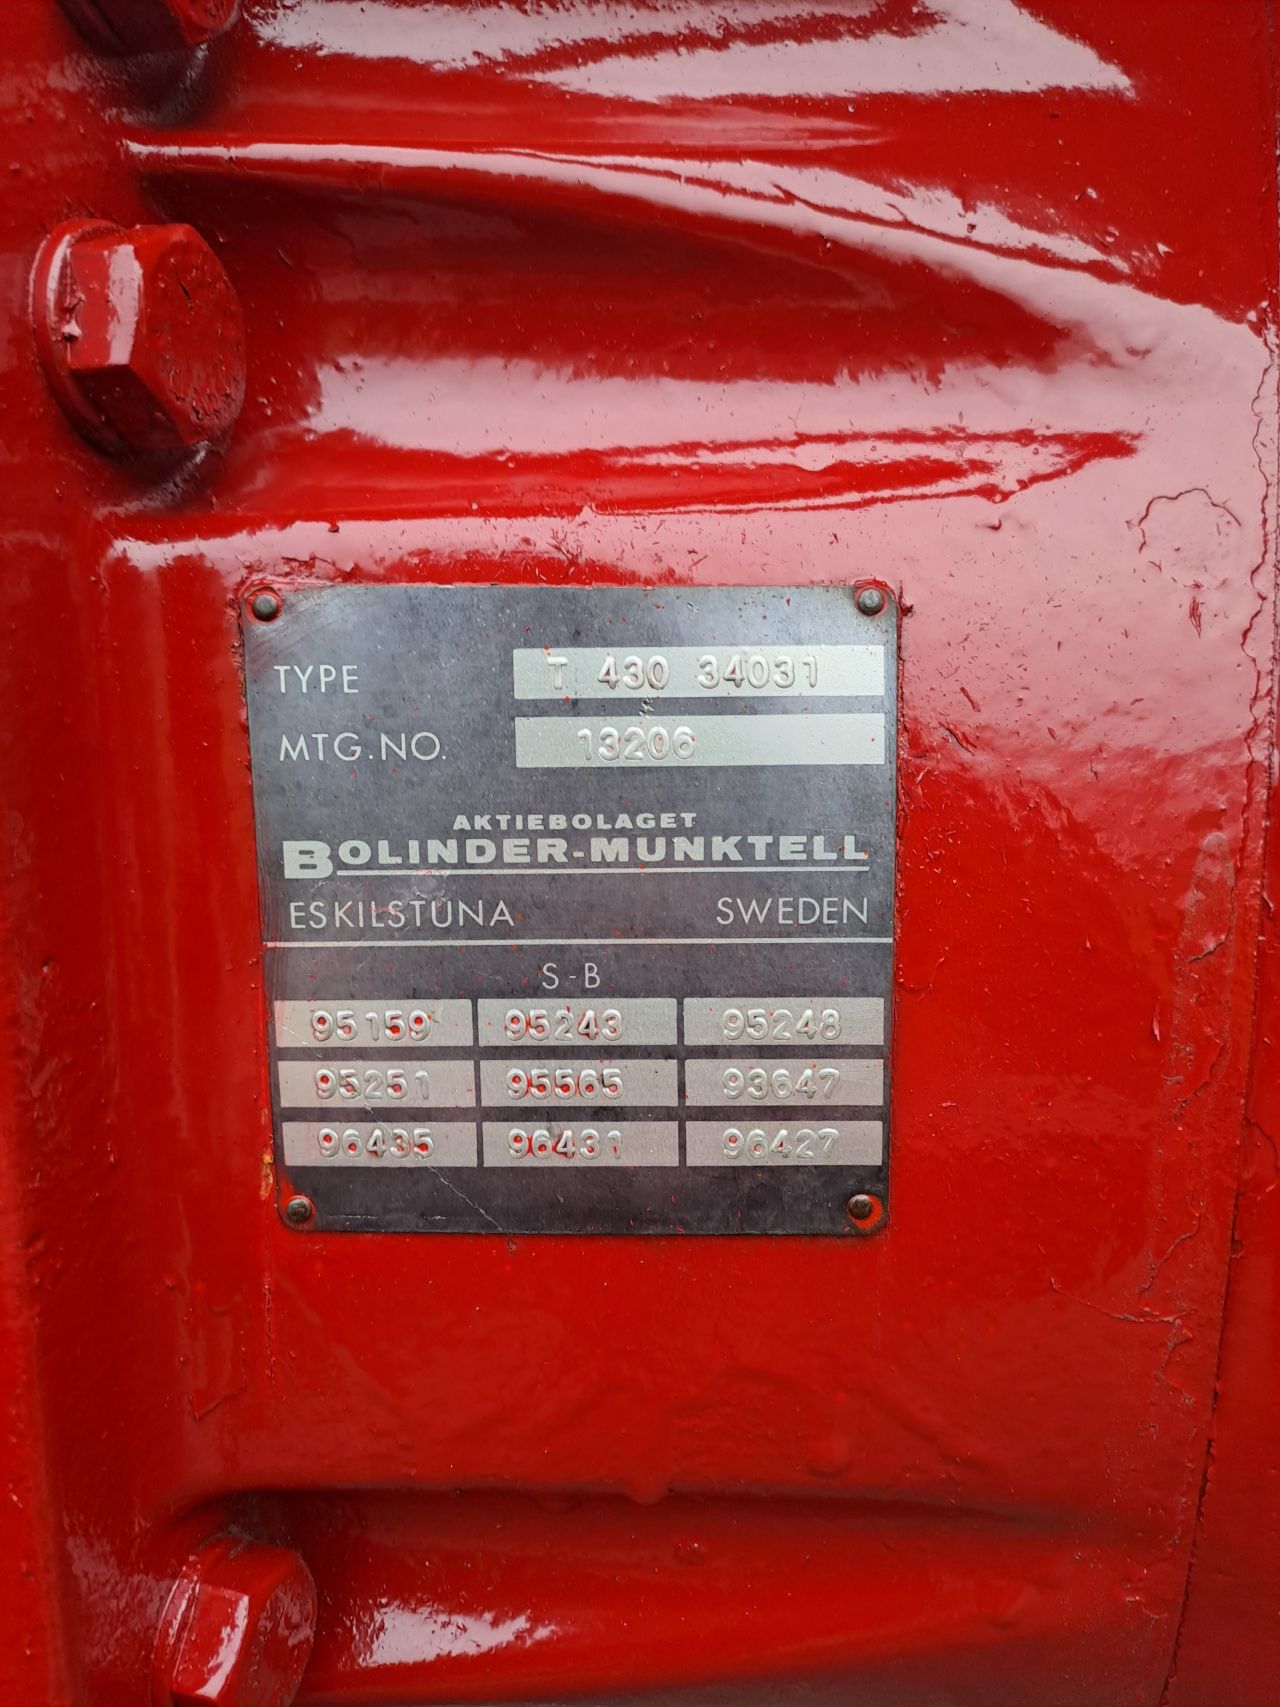 TYPE T 430 34031
MTG.NO. 13206
AKTIEBOLAGET
BOLINDER-MUNKTELL
ESKILSTUNA SWEDEN
S-B
95159 95243 95248
95251 95565 93647
96435 96431 96427